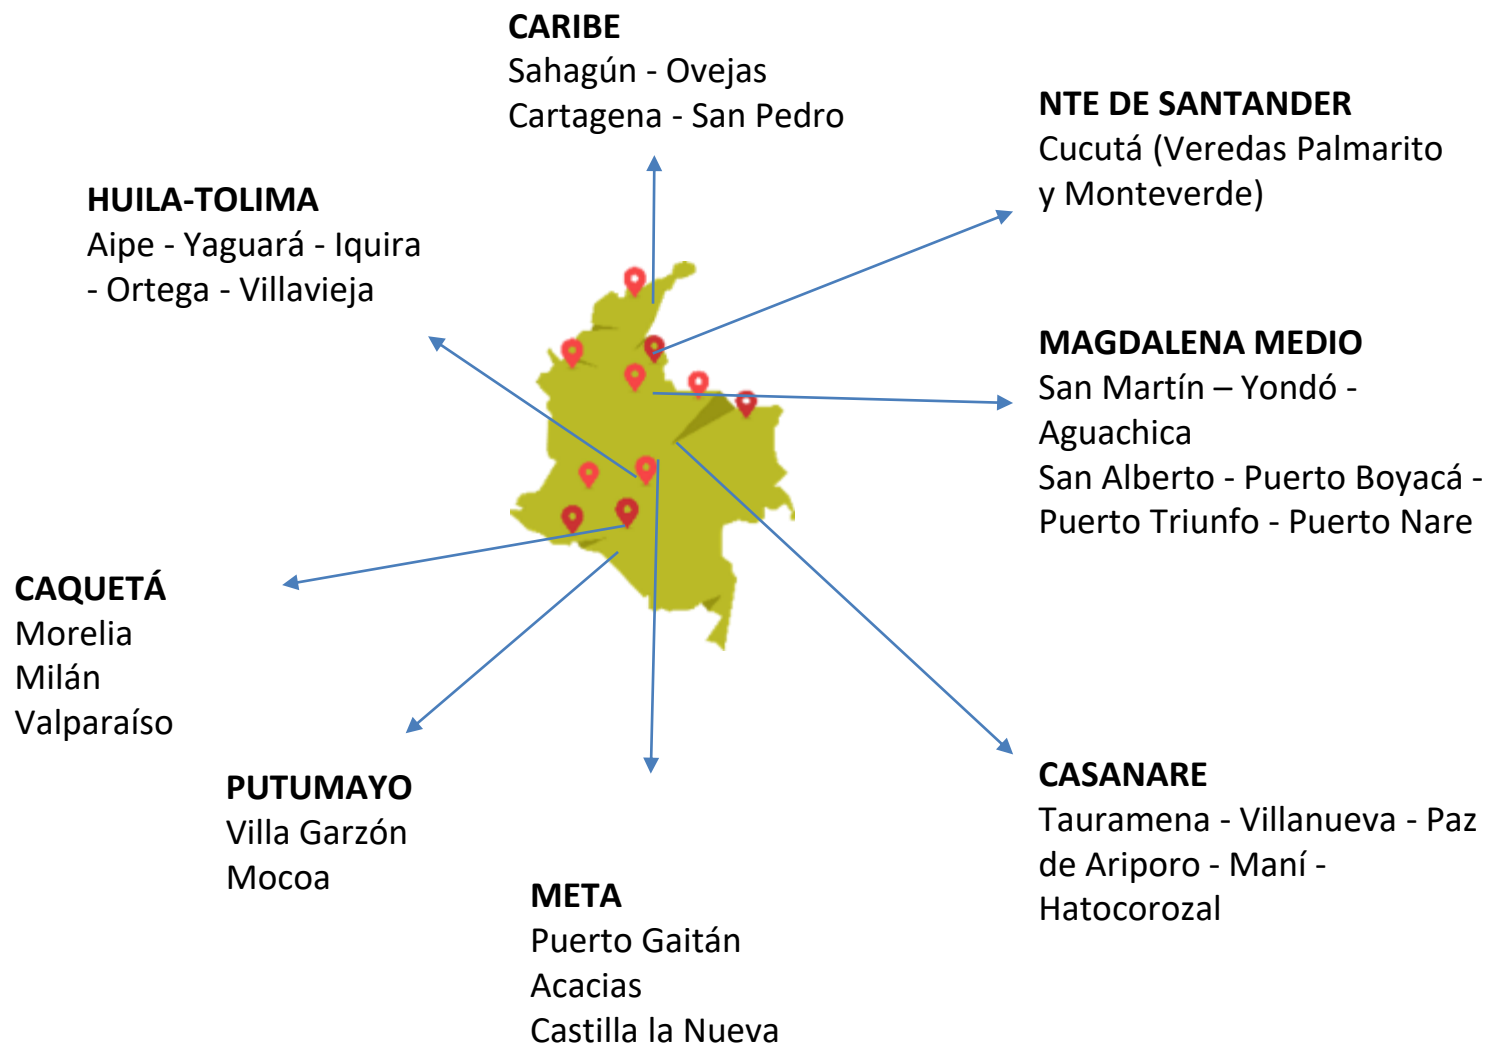 CARIBE
Sahagún - Ovejas
Cartagena - San Pedro
NTE DE SANTANDER
Cucutá (Veredas Palmarito
y Monteverde)
HUILA-TOLIMA
Aipe - Yaguará - Iquira
- Ortega - Villavieja
MAGDALENA MEDIO
San Martín – Yondó -
Aguachica
San Alberto - Puerto Boyacá -
Puerto Triunfo - Puerto Nare
CAQUETÁ
Morelia
Milán
Valparaíso
PUTUMAYO
Villa Garzón
Mocoa
META
Puerto Gaitán
Acacias
Castilla la Nueva
CASANARE
Tauramena - Villanueva - Paz
de Ariporo - Maní -
Hatocorozal